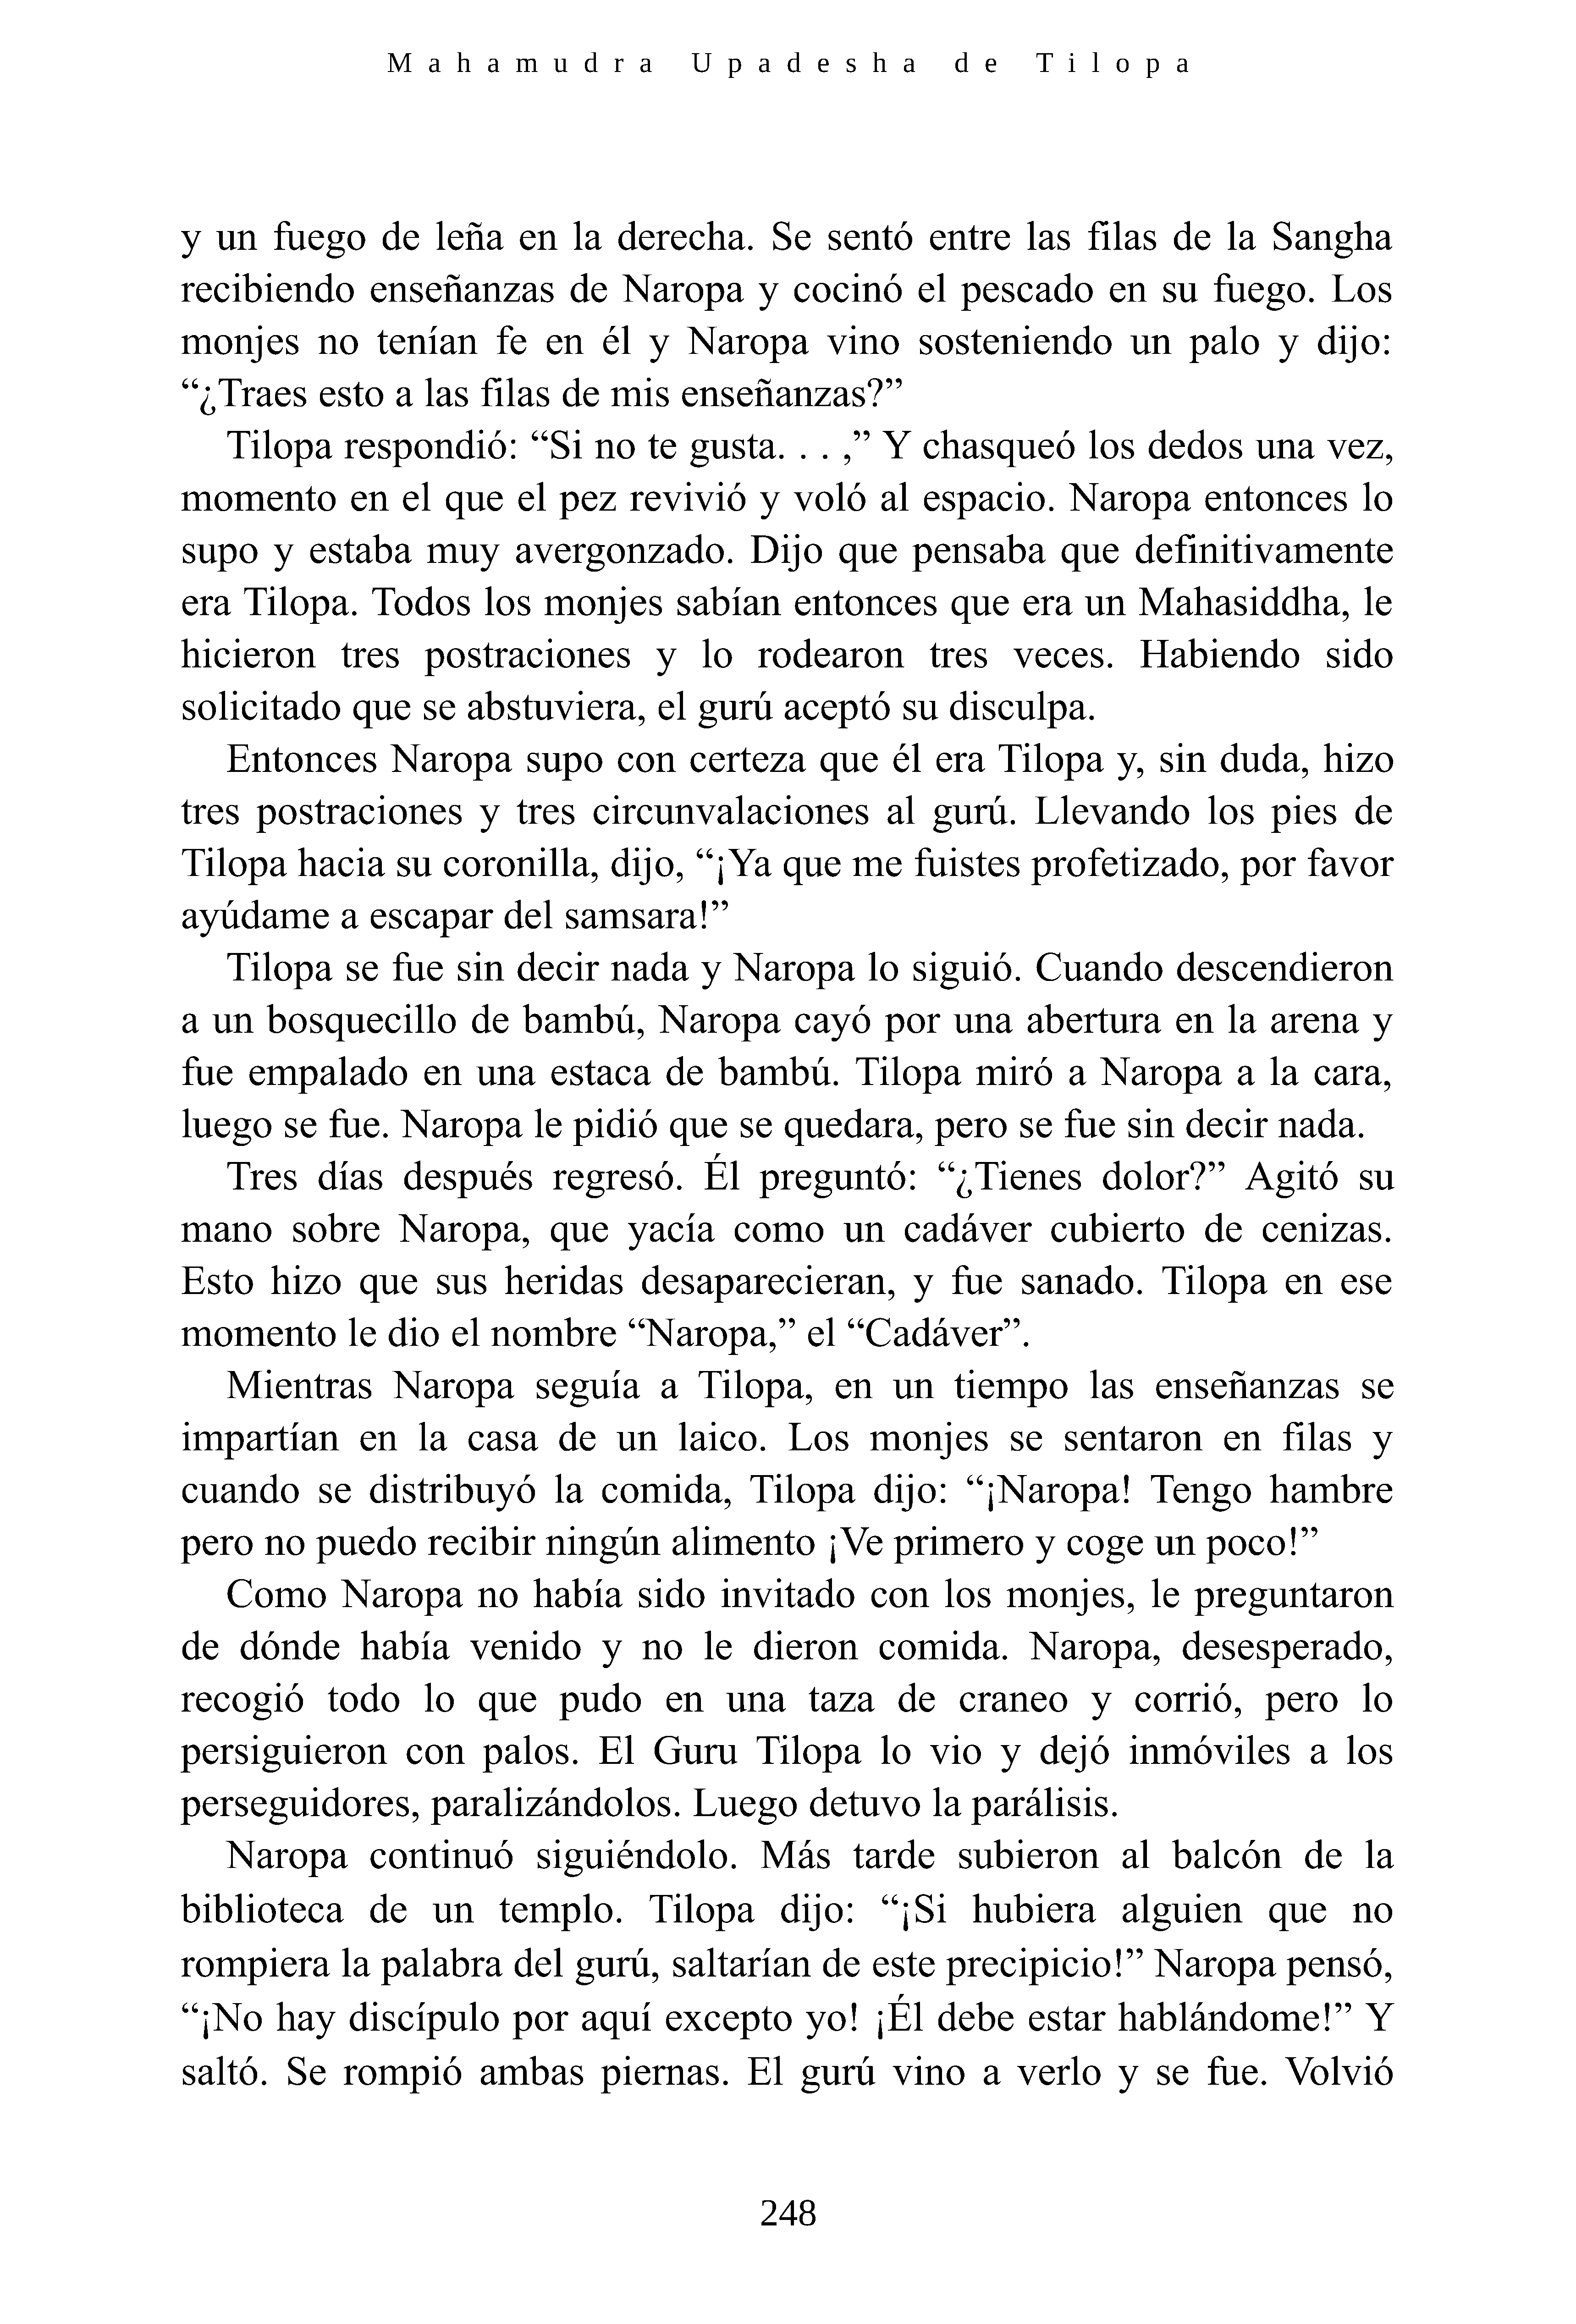 Mahamudra Upadesha de Tilopa
y un fuego de leña en la derecha. Se sentó entre las filas de la Sangha
recibiendo enseñanzas de Naropa y cocinó el pescado en su fuego. Los
monjes no tenían fe en él y Naropa vino sosteniendo un palo y dijo:
“¿Traes esto a las filas de mis enseñanzas?”
Tilopa respondió: “Si no te gusta. . . ,” Y chasqueó los dedos una vez,
momento en el que el pez revivió y voló al espacio. Naropa entonces lo
supo y estaba muy avergonzado. Dijo que pensaba que definitivamente
era Tilopa. Todos los monjes sabían entonces que era un Mahasiddha, le
hicieron tres postraciones y lo rodearon tres veces. Habiendo sido
solicitado que se abstuviera, el gurú aceptó su disculpa.
Entonces Naropa supo con certeza que él era Tilopa y, sin duda, hizo
tres postraciones y tres circunvalaciones al gurú. Llevando los pies de
Tilopa hacia su coronilla, dijo, “¡Ya que me fuistes profetizado, por favor
ayúdame a escapar del samsara!”
Tilopa se fue sin decir nada y Naropa lo siguió. Cuando descendieron
a un bosquecillo de bambú, Naropa cayó por una abertura en la arena y
fue empalado en una estaca de bambú. Tilopa miró a Naropa a la cara,
luego se fue. Naropa le pidió que se quedara, pero se fue sin decir nada.
Tres días después regresó. Él preguntó: “¿Tienes dolor?” Agitó su
mano sobre Naropa, que yacía como un cadáver cubierto de cenizas.
Esto hizo que sus heridas desaparecieran, y fue sanado. Tilopa en ese
momento le dio el nombre “Naropa,” el “Cadáver”.
Mientras Naropa seguía a Tilopa, en un tiempo las enseñanzas se
impartían en la casa de un laico. Los monjes se sentaron en filas y
cuando se distribuyó la comida, Tilopa dijo: “¡Naropa! Tengo hambre
pero no puedo recibir ningún alimento ¡Ve primero y coge un poco!”
Como Naropa no había sido invitado con los monjes, le preguntaron
de dónde había venido y no le dieron comida. Naropa, desesperado,
recogió todo lo que pudo en una taza de craneo y corrió, pero lo
persiguieron con palos. El Guru Tilopa lo vio y dejó inmóviles a los
perseguidores, paralizándolos. Luego detuvo la parálisis.
Naropa continuó siguiéndolo. Más tarde subieron al balcón de la
biblioteca de un templo. Tilopa dijo: “¡Si hubiera alguien que no
rompiera la palabra del gurú, saltarían de este precipicio!” Naropa pensó,
“¡No hay discípulo por aquí excepto yo! ¡Él debe estar hablándome!” Y
saltó. Se rompió ambas piernas. El gurú vino a verlo y se fue. Volvió
248